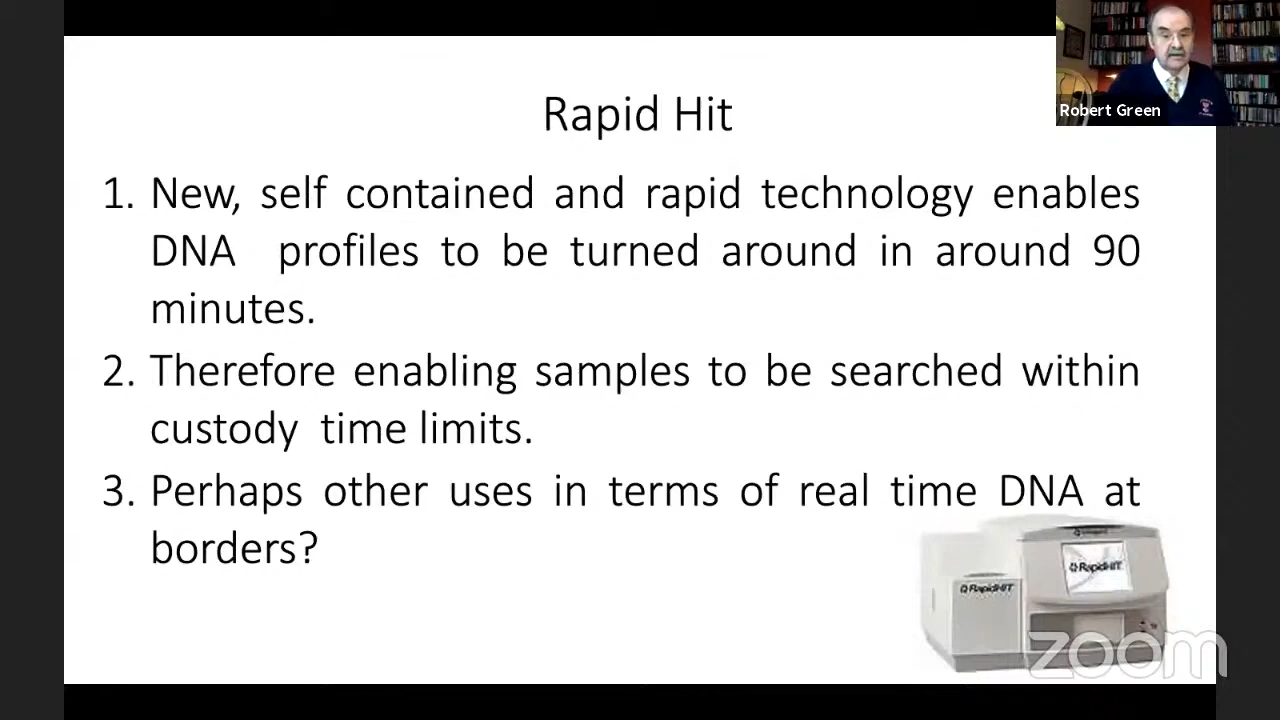 Robert Green
Rapid Hit
1. New, self contained and rapid technology enables
DNA profiles to be turned around in around 90
minutes.
2. Therefore enabling samples to be searched within
custody time limits.
3. Perhaps other uses in terms of real time DNA at
borders?
RapidHIT
RapidHIT
zoom